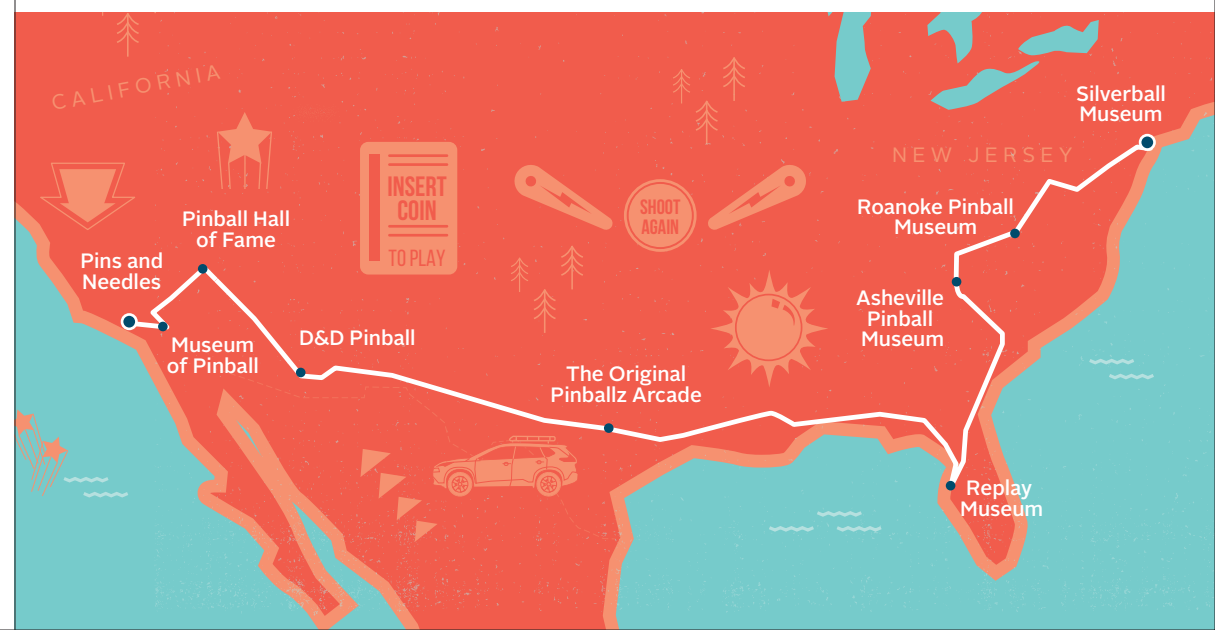 CALIFORNIA
Silverball
Museum
NEW JERSEY
INSERT
COIN
TO PLAY
SHOOT
AGAIN
Pinball Hall
of Fame
Roanoke Pinball
Museum
Pins and
Needles
Asheville
Pinball
Museum
Museum
of Pinball
D&D Pinball
The Original
Pinballz Arcade
Replay
Museum